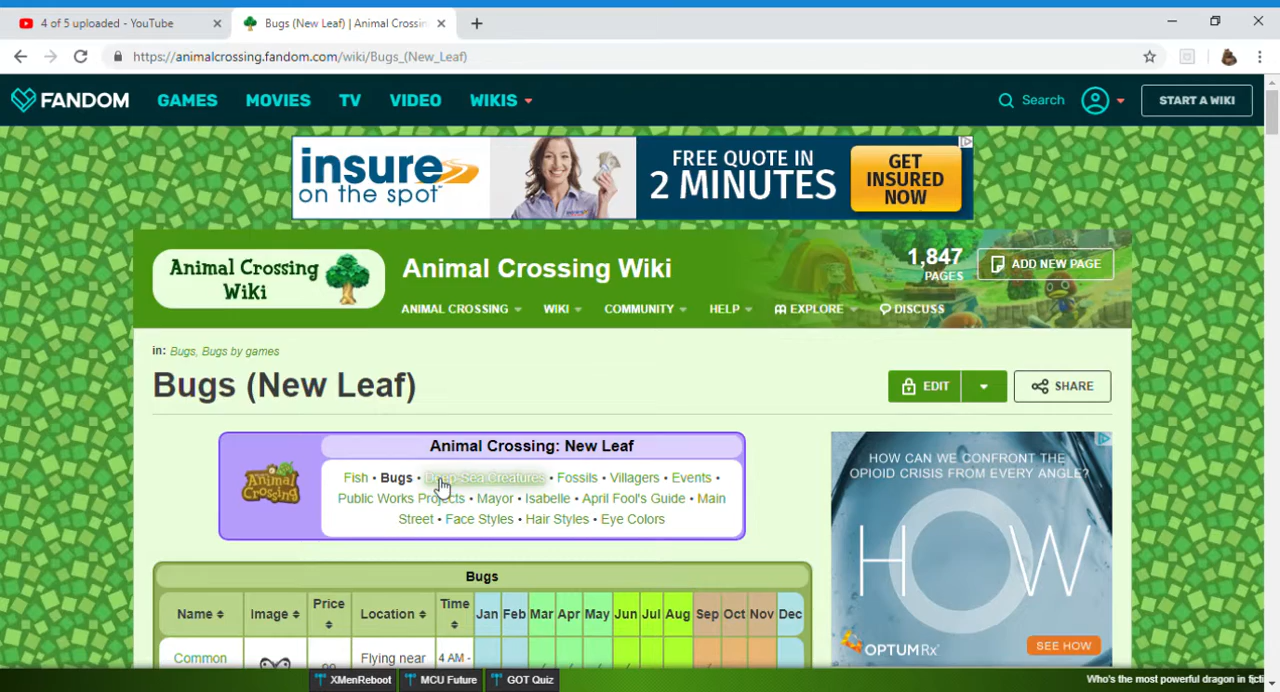 4 of 5 uploaded - YouTube
Bugs (New Leaf) | Animal Crossin
https://animalcrossing.fandom.com/wiki/Bugs_(New_Leaf)
FANDOM GAMES MOVIES TV VIDEO WIKIS Search START A WIKI
insure on the spot
FREE QUOTE IN
2 MINUTES
GET
INSURED
NOW
Animal Crossing
Wiki
Animal Crossing Wiki
1,847
PAGES
ADD NEW PAGE
ANIMAL CROSSING WIKI COMMUNITY HELP EXPLORE DISCUSS
in: Bugs, Bugs by games
Bugs (New Leaf)
EDIT SHARE
Animal Crossing: New Leaf
Animal Crossing
Fish • Bugs • Deep-Sea Creatures • Fossils • Villagers • Events •
Public Works Projects • Mayor • Isabelle • April Fool's Guide • Main
Street • Face Styles • Hair Styles • Eye Colors
HOW CAN WE CONFRONT THE
OPIOID CRISIS FROM EVERY ANGLE?
HOW
OPTUMRx
SEE HOW
Bugs
Name Image Price Location Time Jan Feb Mar Apr May Jun Jul Aug Sep Oct Nov Dec
Common Flying near 4 AM -
XMenReboot MCU Future GOT Quiz
Who's the most powerful dragon in